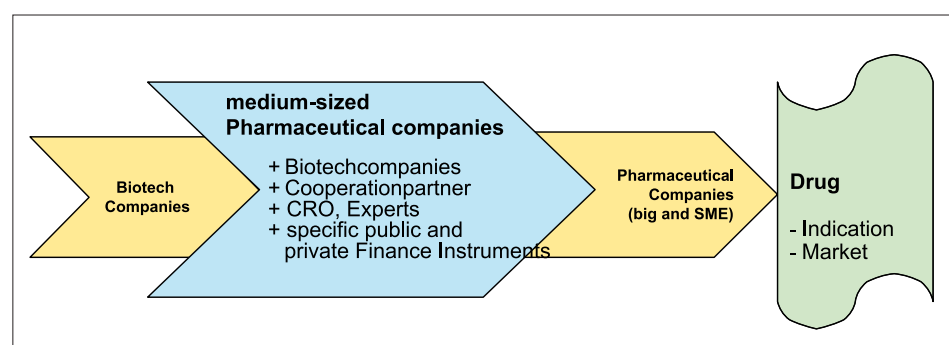 Biotech
Companies
medium-sized
Pharmaceutical companies
+ Biotechcompanies
+ Cooperationpartner
+ CRO, Experts
+ specific public and
private Finance Instruments
Pharmaceutical
Companies
(big and SME)
Drug
- Indication
- Market